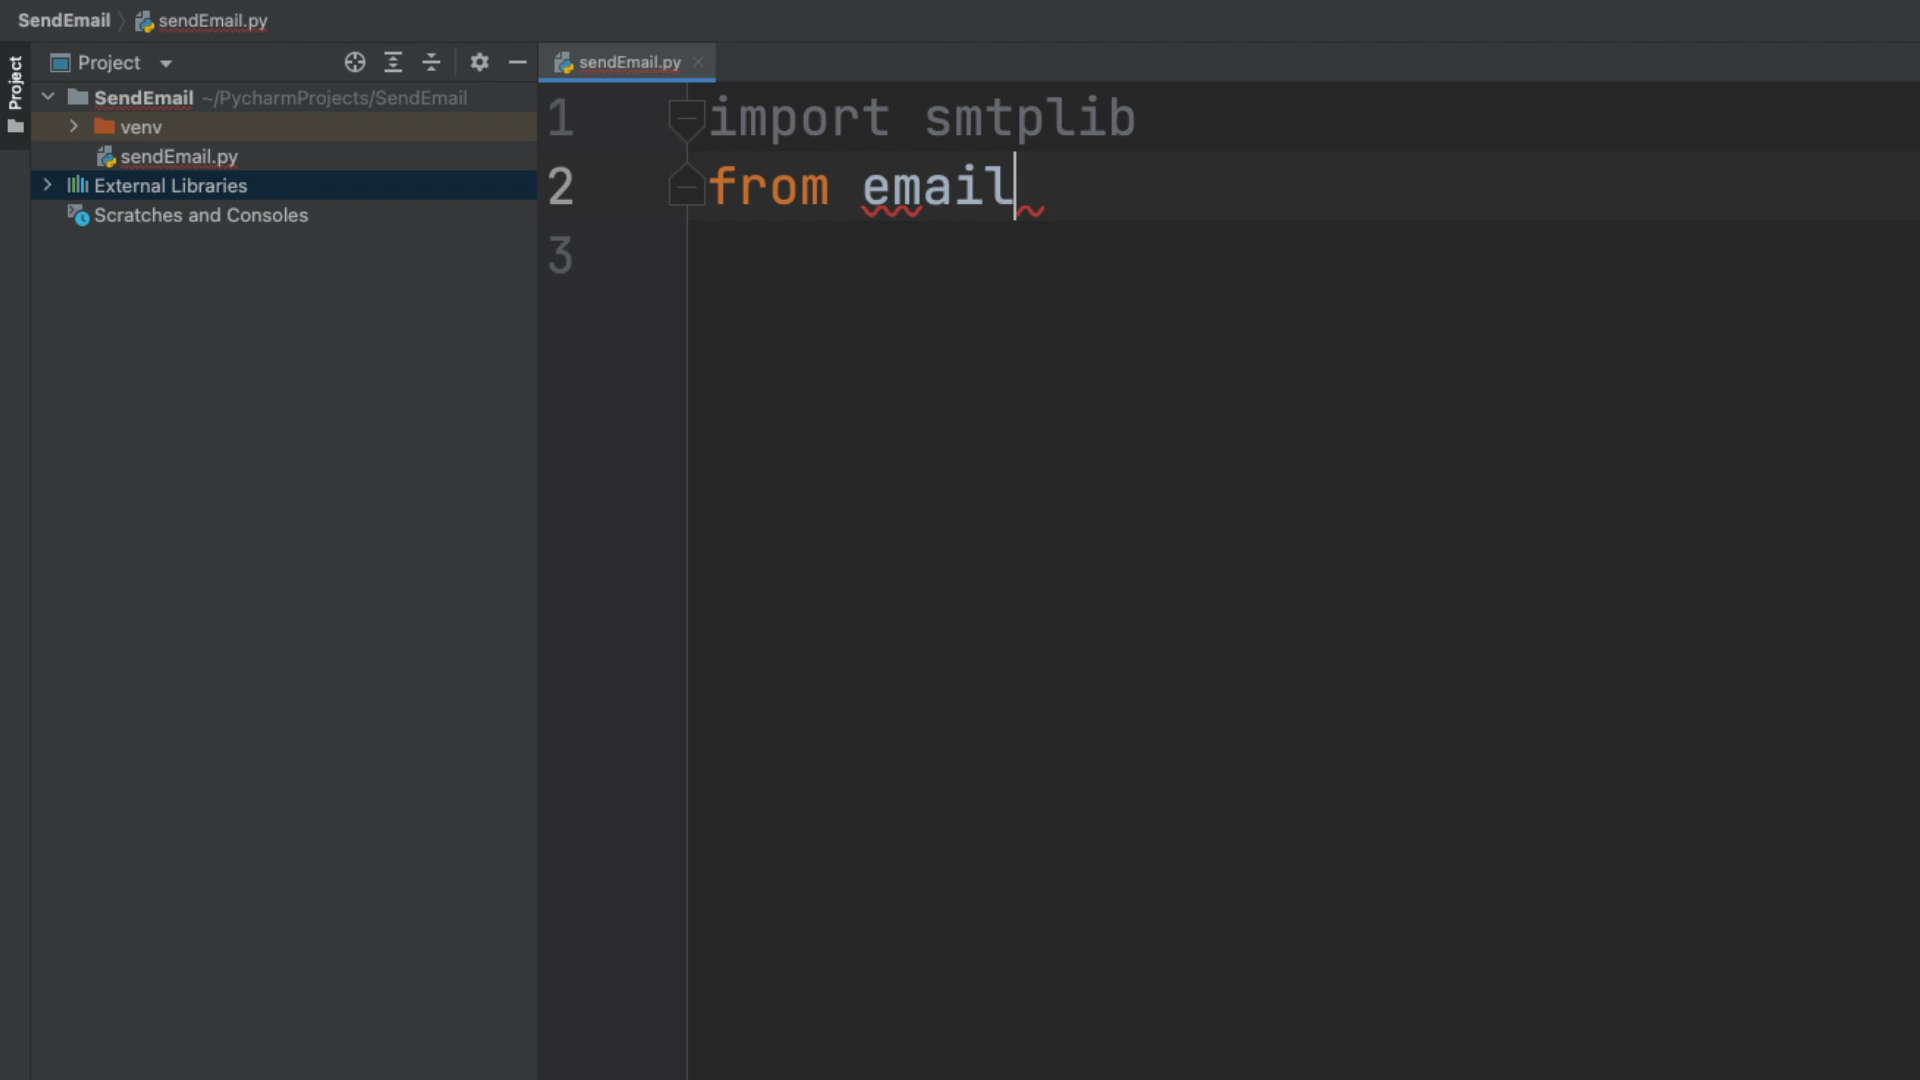 SendEmail sendEmail.py
Project
Project
SendEmail ~/PycharmProjects/SendEmail
venv
sendEmail.py
External Libraries
Scratches and Consoles
sendEmail.py
1 import smtplib
2 from email
3